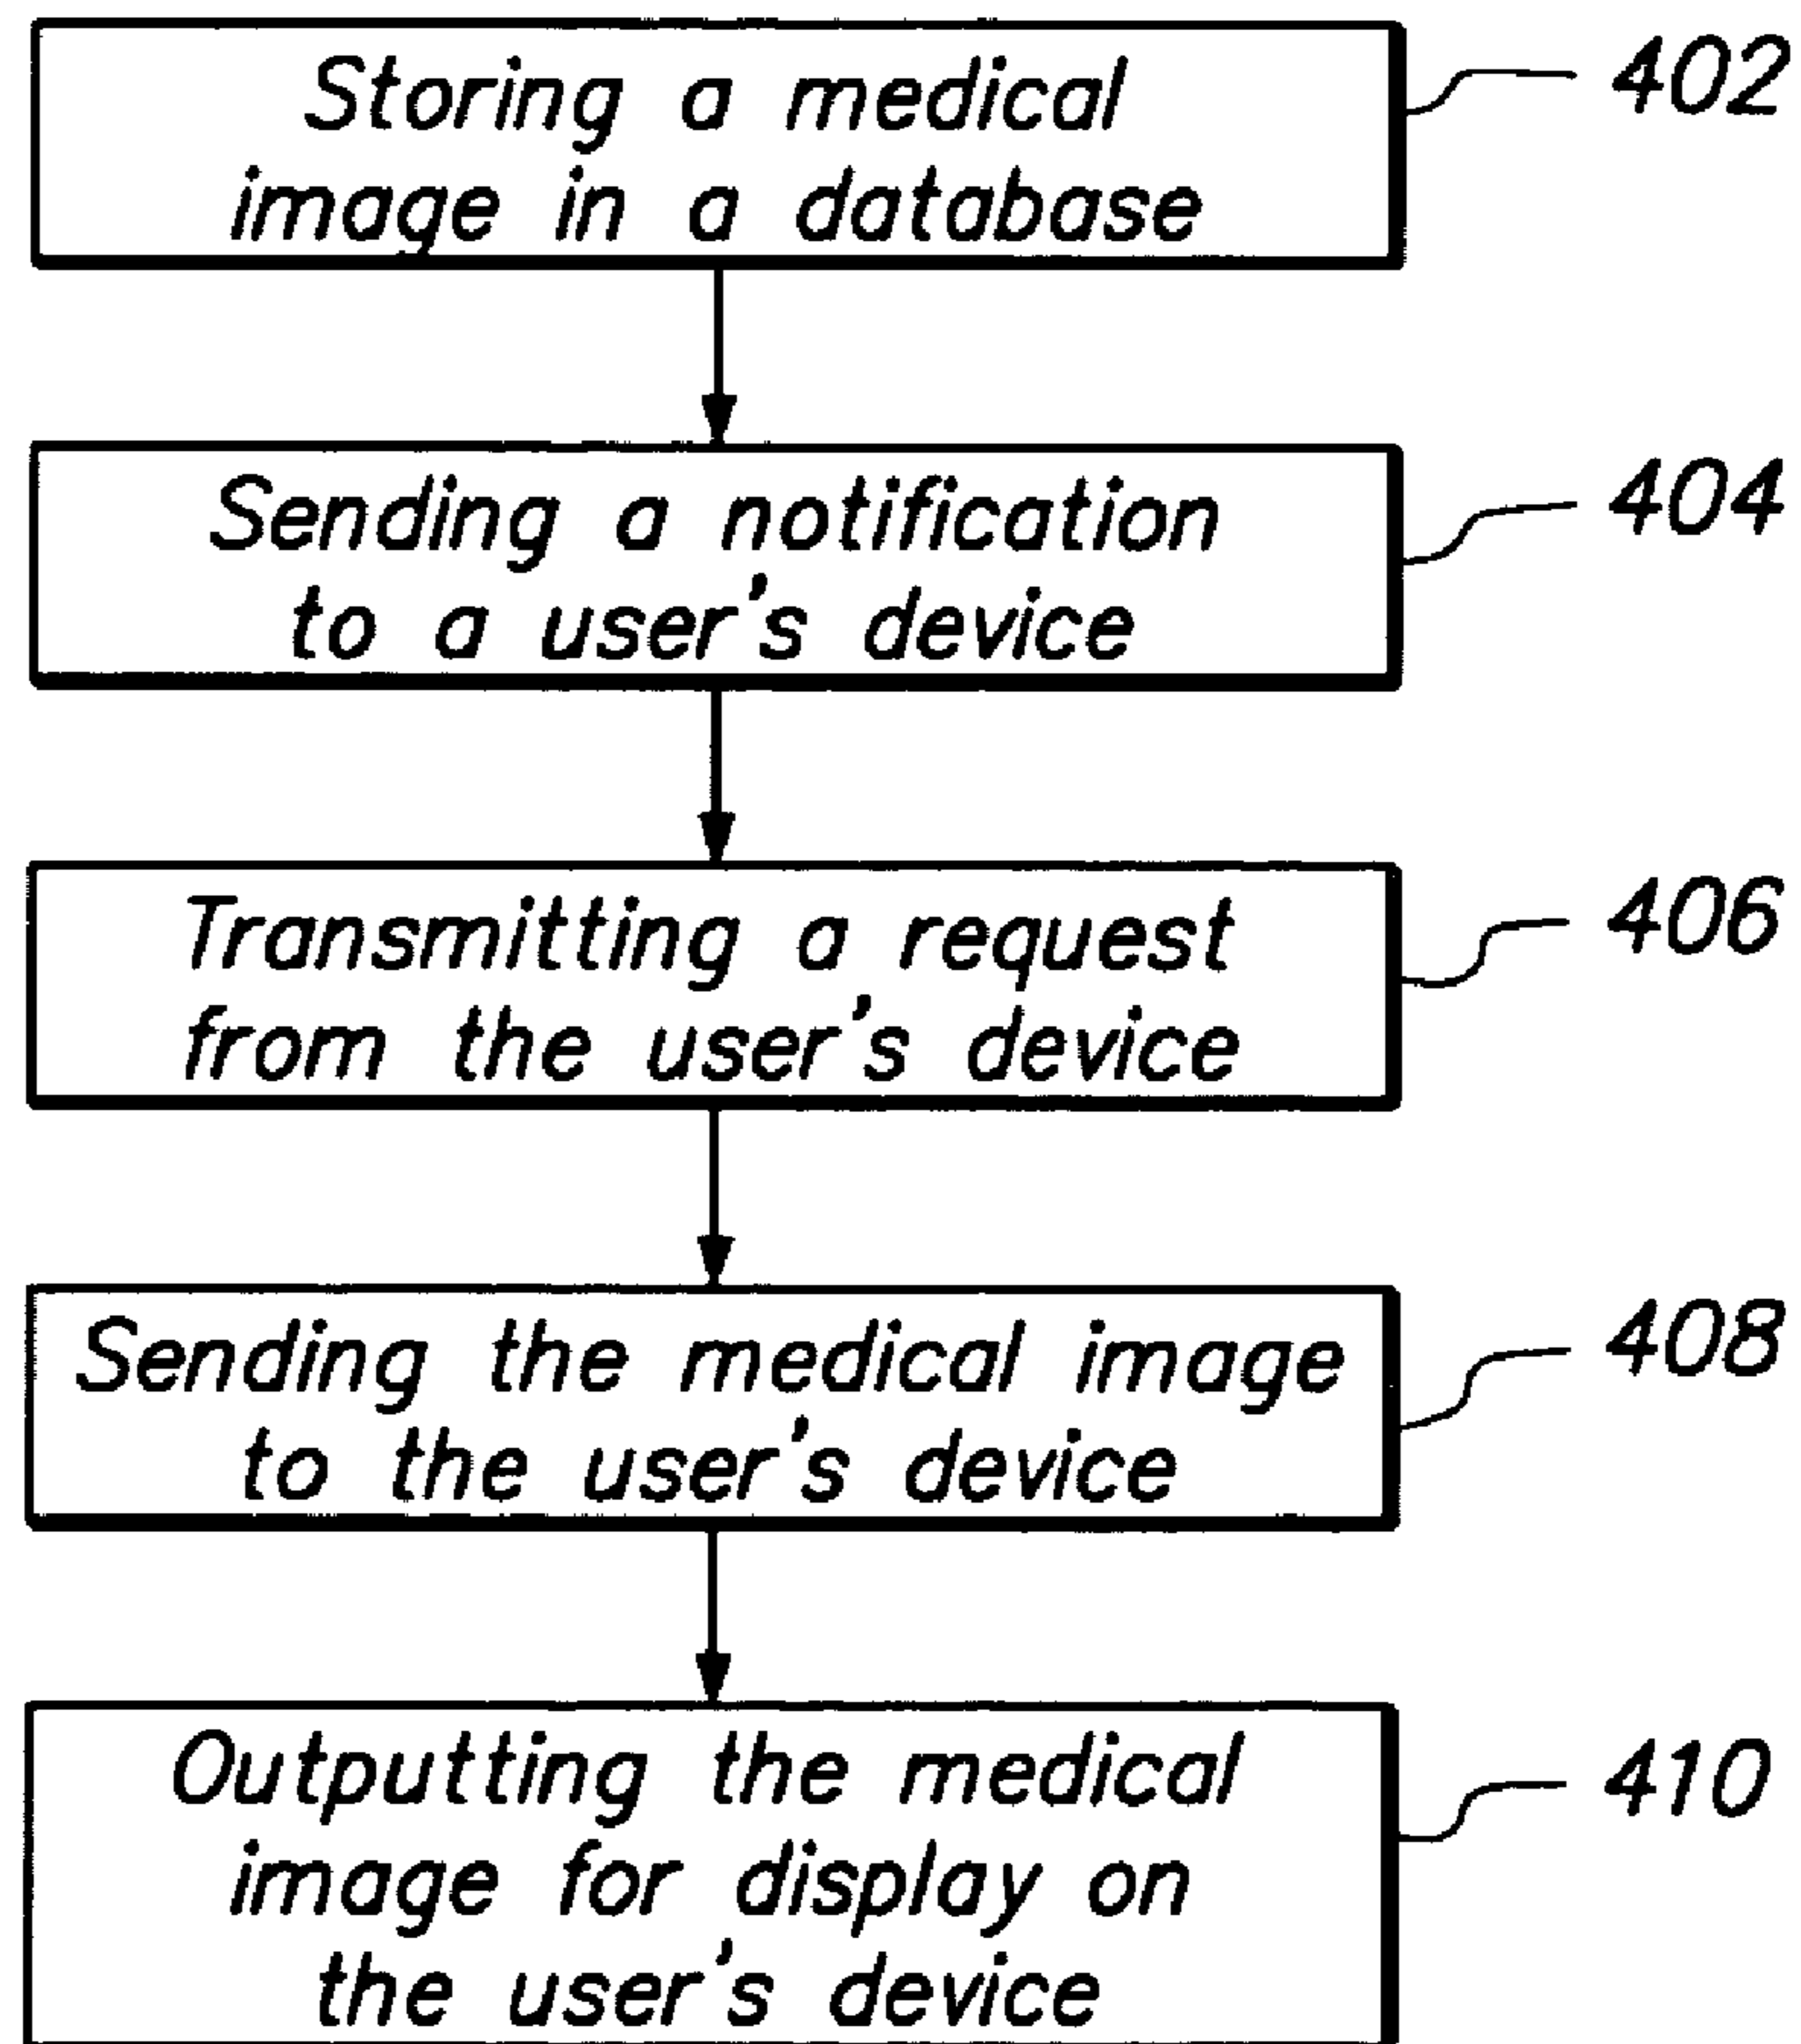 Storing a medical
image in a database
402
Sending a notification
to a user's device
404
Transmitting a request
from the user's device
406
Sending the medical image
to the user's device
408
Outputting the medical
image for display on
the user's device
410